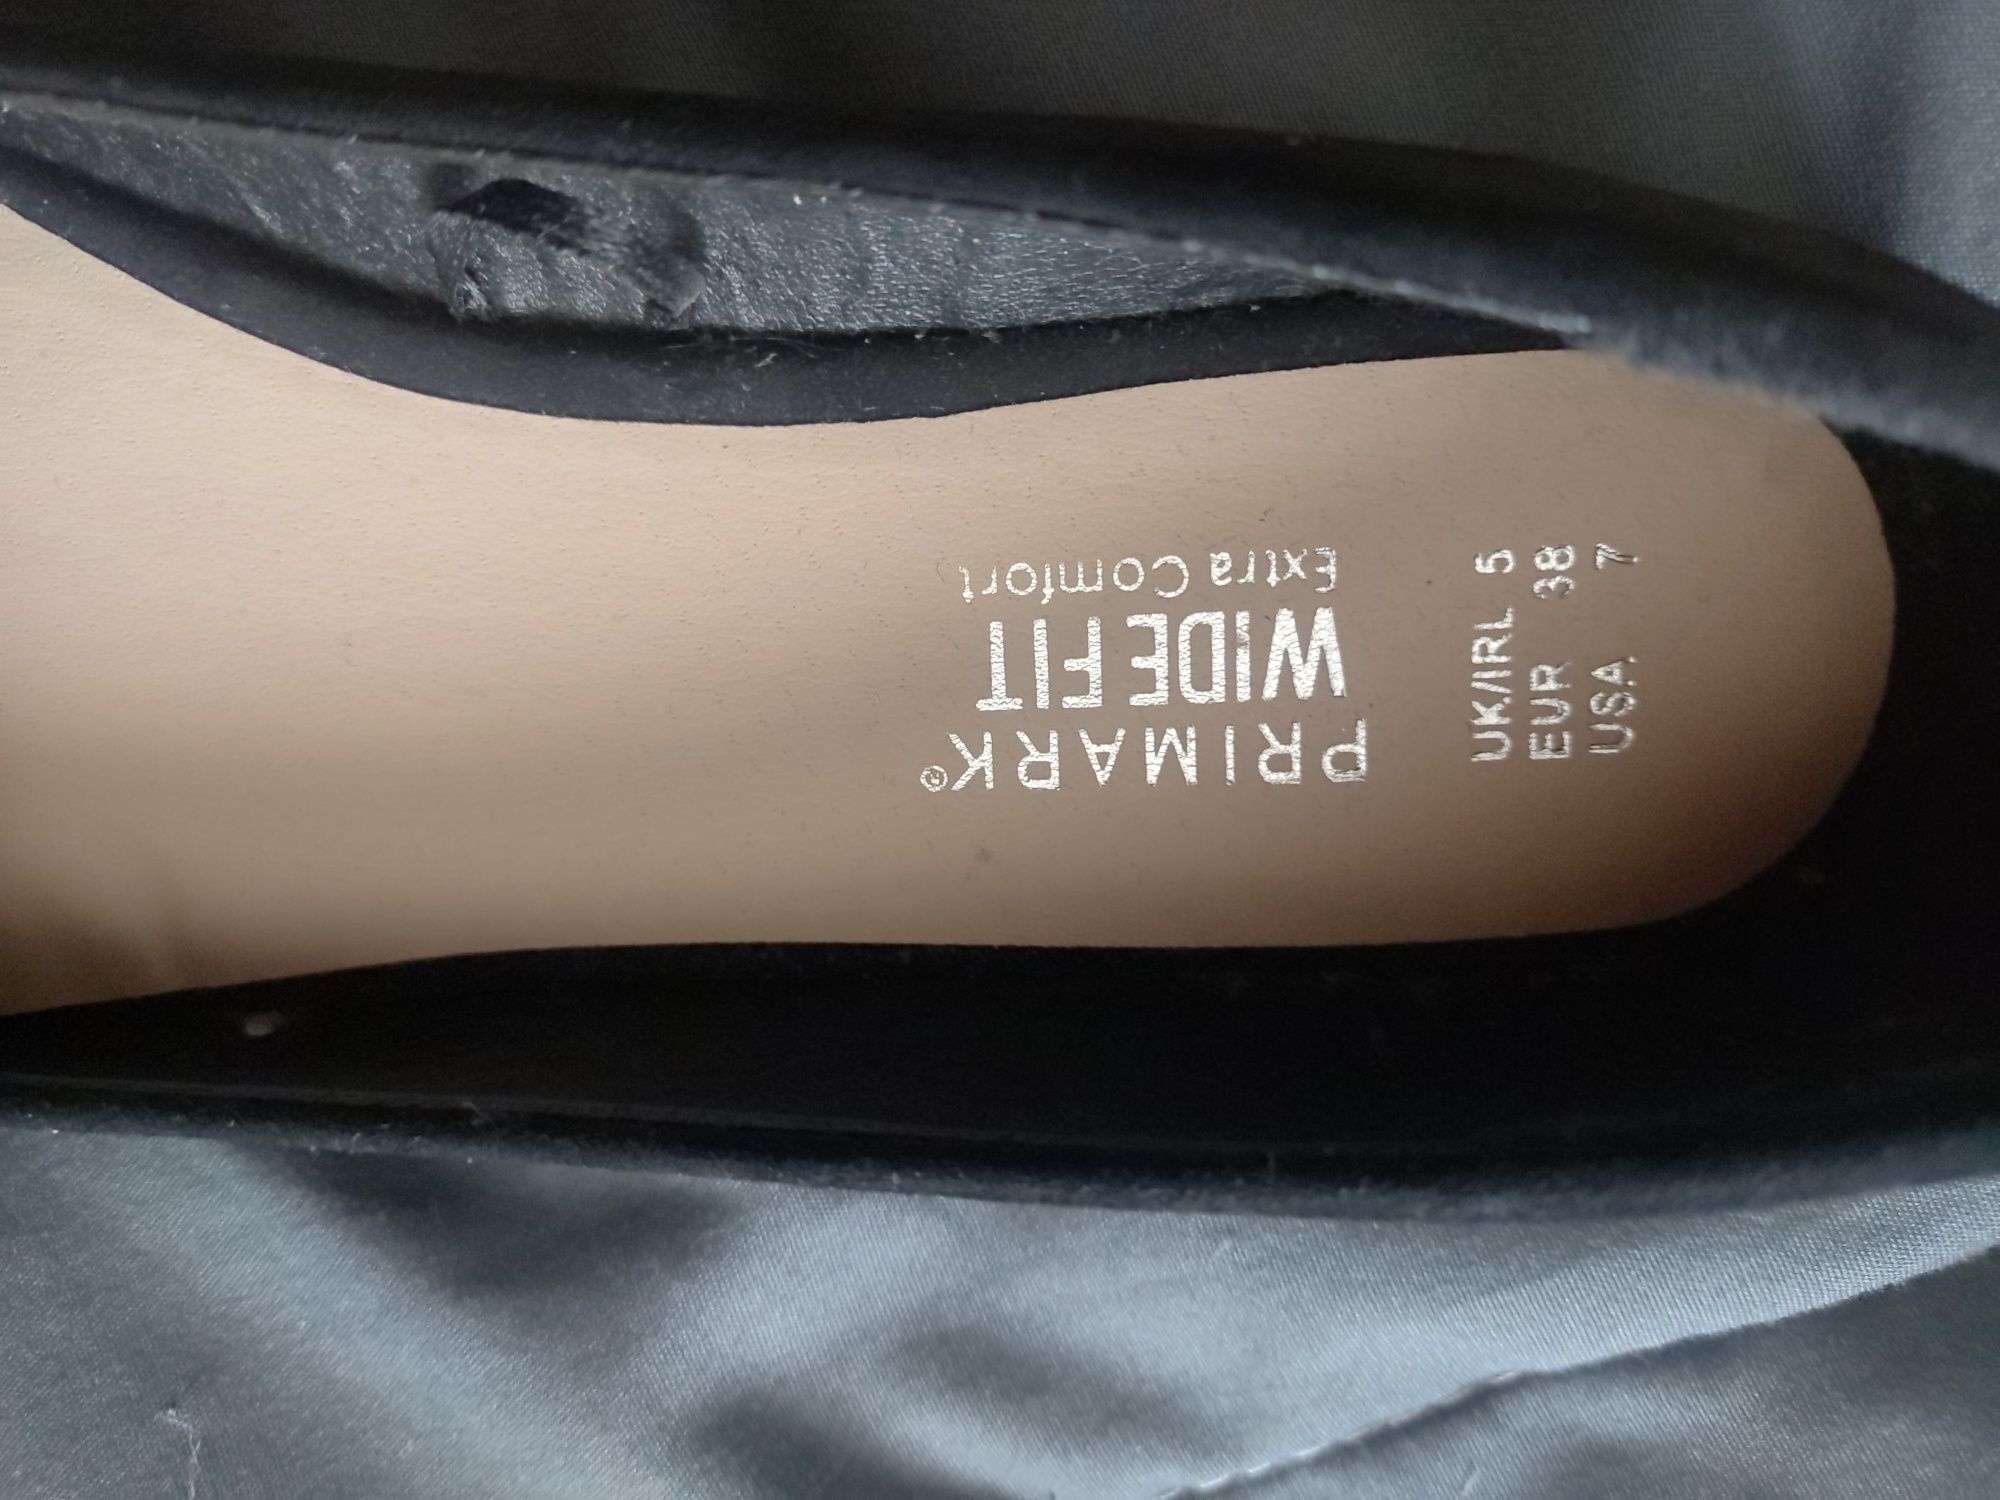 PRIMARK®
WIDE FIT
Extra Comfort
UK/IRL 5
EUR 38
USA 7